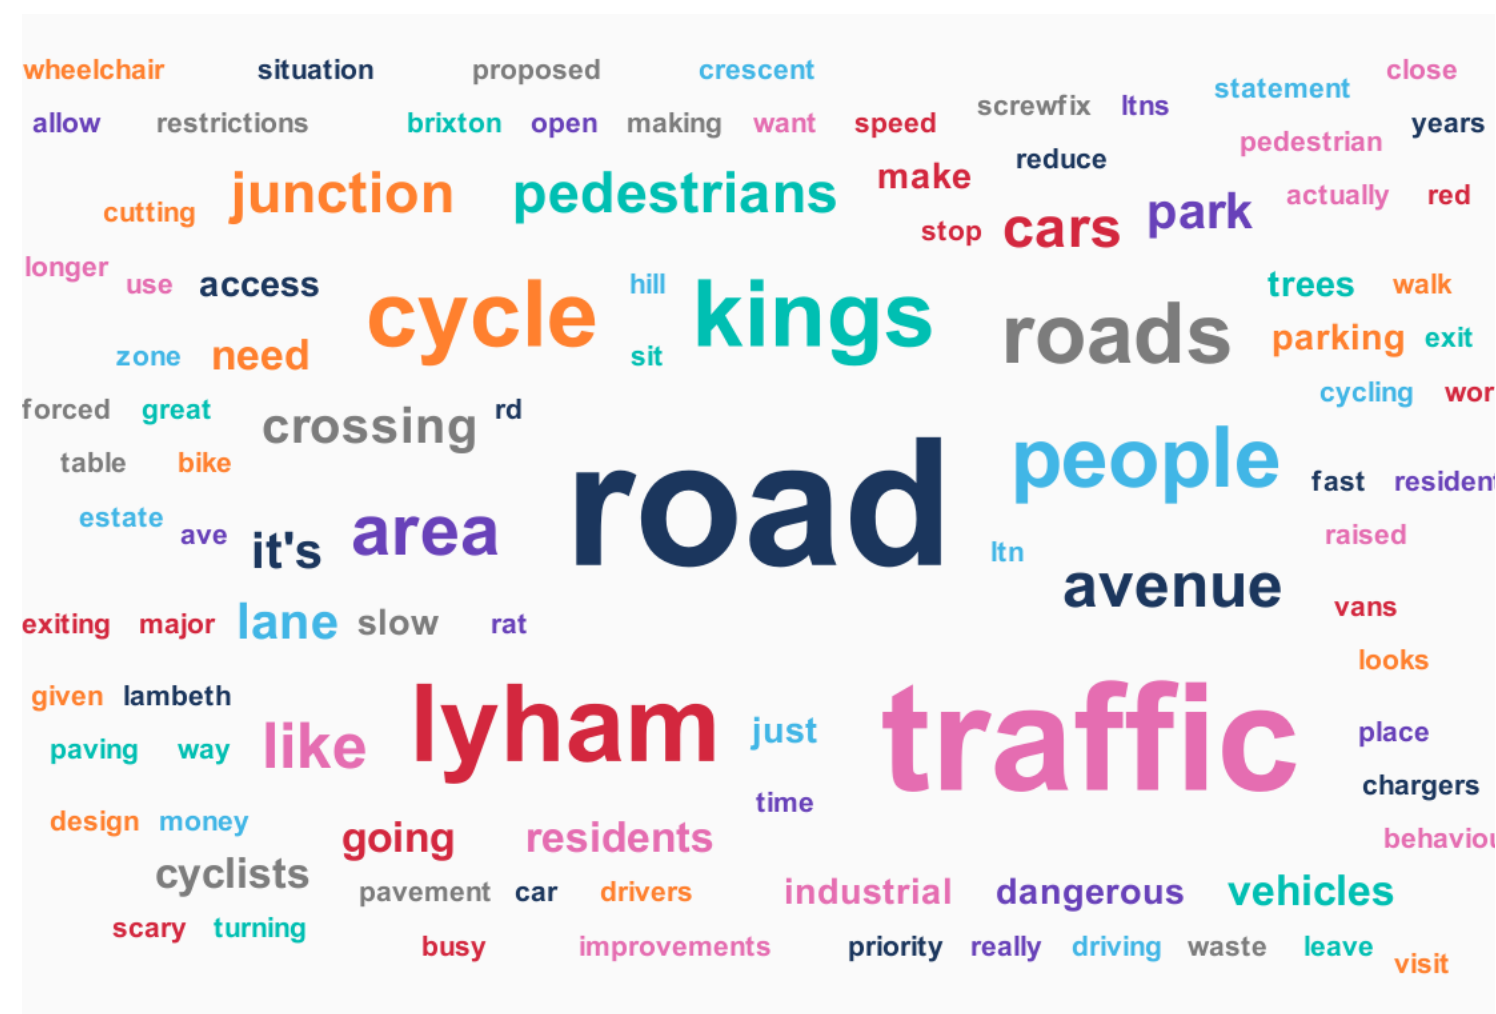 wheelchair situation proposed crescent close
statement
screwfix ltns
allow restrictions brixton open making want speed years
pedestrian
reduce
junction pedestrians make actually red
cutting park
stop cars
longer
use access hill trees walk
cycle kings
roads parking exit
zone need sit
cycling wor
forced great crossing rd
table bike people
fast resident
road
estate
ave it's area raised
ltn
avenue
vans
exiting major lane slow rat
looks
given lambeth
lyham traffic
paving way like just place
chargers
time
design money
going residents behaviou
cyclists
pavement car drivers industrial dangerous vehicles
scary turning
busy improvements priority really driving waste leave
visit